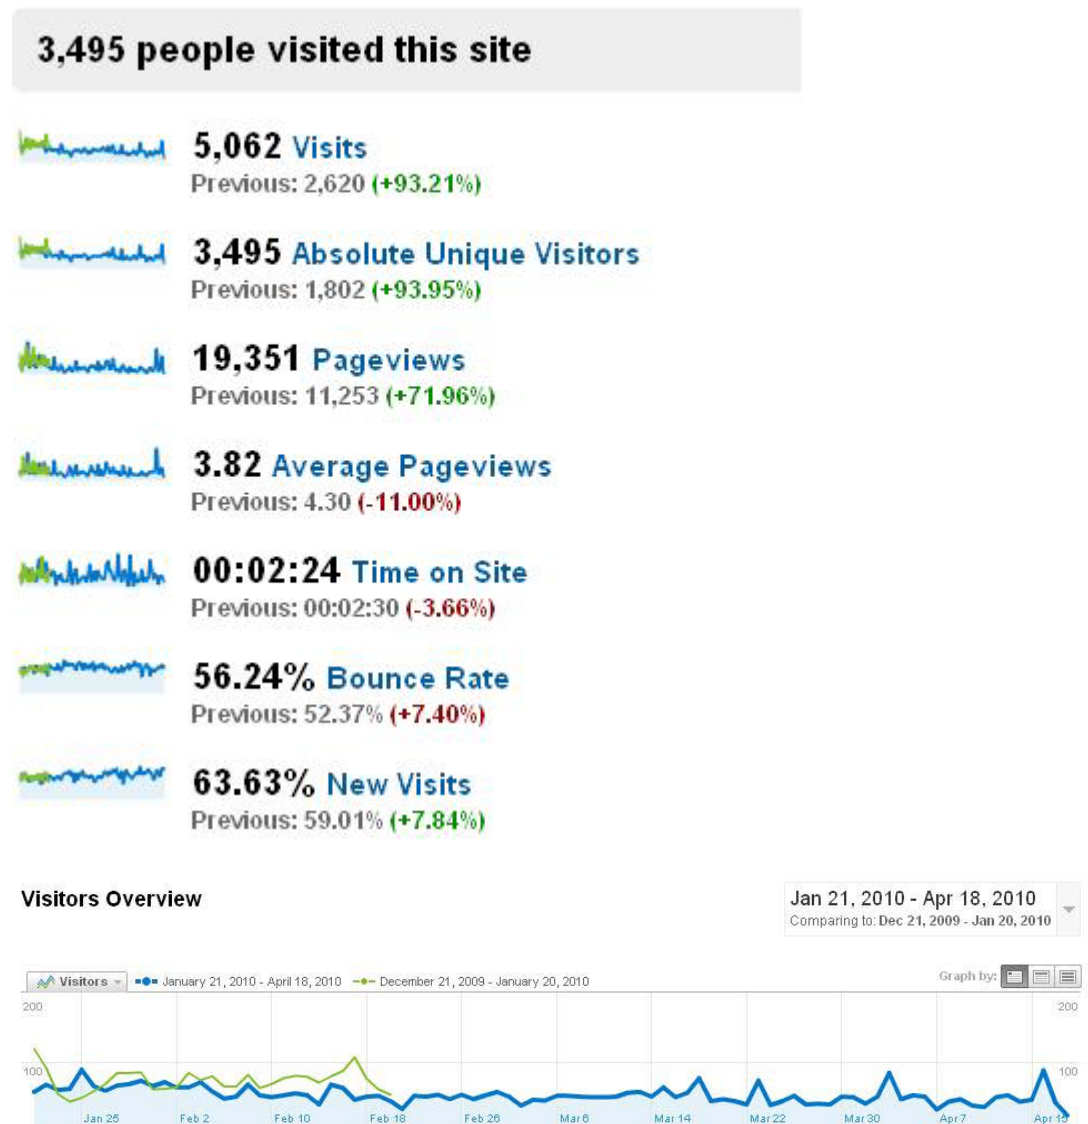 3,495 people visited this site
5,062 Visits
Previous: 2,620 (+93.21%)
3,495 Absolute Unique Visitors
Previous: 1,802 (+93.95%)
19,351 Pageviews
Previous: 11,253 (+71.96%)
3.82 Average Pageviews
Previous: 4.30 (-11.00%)
00:02:24 Time on Site
Previous: 00:02:30 (-3.66%)
56.24% Bounce Rate
Previous: 52.37% (+7.40%)
63.63% New Visits
Previous: 59.01% (+7.84%)
Visitors Overview
Jan 21, 2010 - Apr 18, 2010
Comparing to: Dec 21, 2009 - Jan 20, 2010
Visitors January 21, 2010 - April 18, 2010 December 21, 2009 - January 20, 2010 Graph by:
200 200
100 100
Jan 25 Feb 2 Feb 10 Feb 18 Feb 26 Mar 6 Mar 14 Mar 22 Mar 30 Apr 7 Apr 15